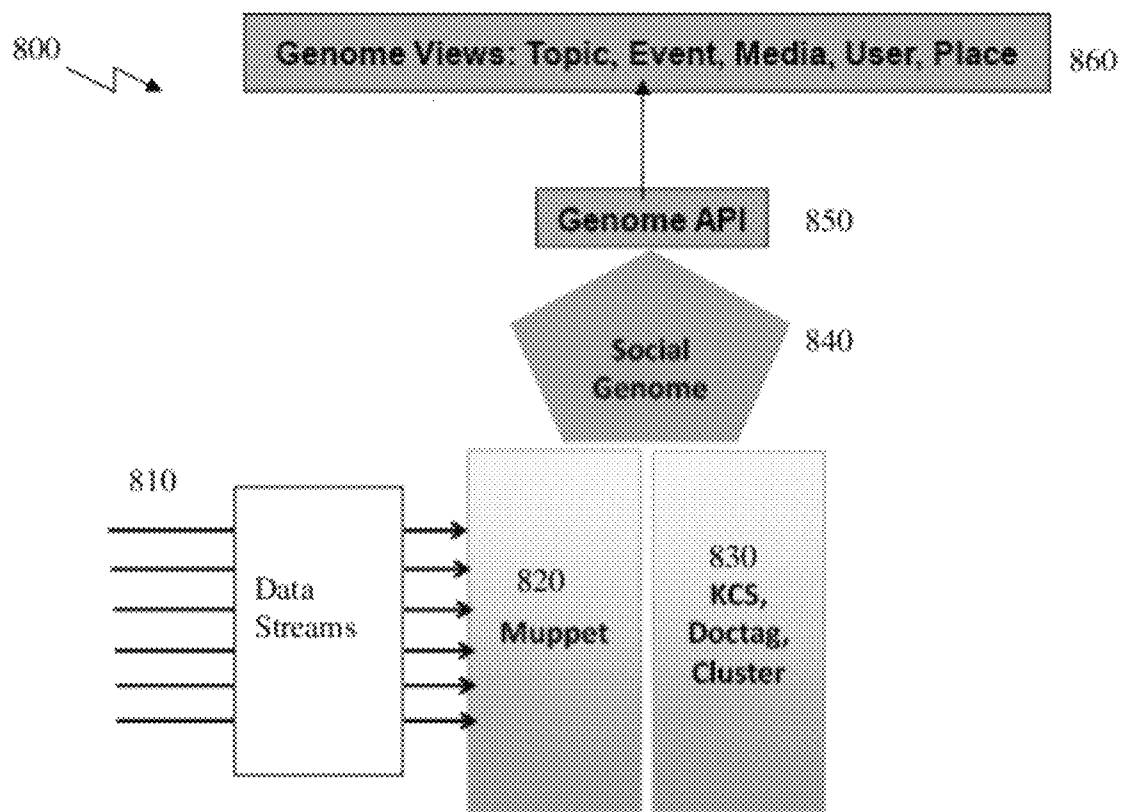 800
Genome Views: Topic, Event, Media, User, Place
860
Genome API
850
Social
Genome
840
810
Data
Streams
820
Muppet
830
KCS,
Doctag,
Cluster